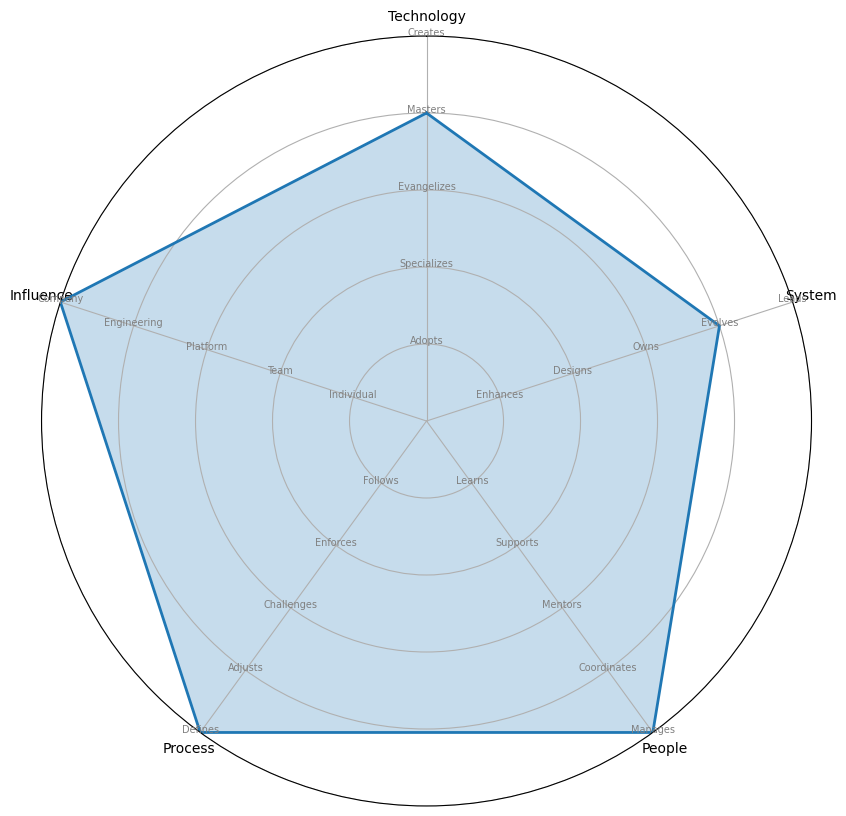 Technology
Creates
Masters
Evangelizes
Specializes
Adopts
Influence
Company
Engineering
Platform
Team
Individual
System
Leads
Evolves
Owns
Designs
Enhances
Follows
Enforces
Challenges
Adjusts
Defines
Process
Learns
Supports
Mentors
Coordinates
Manages
People